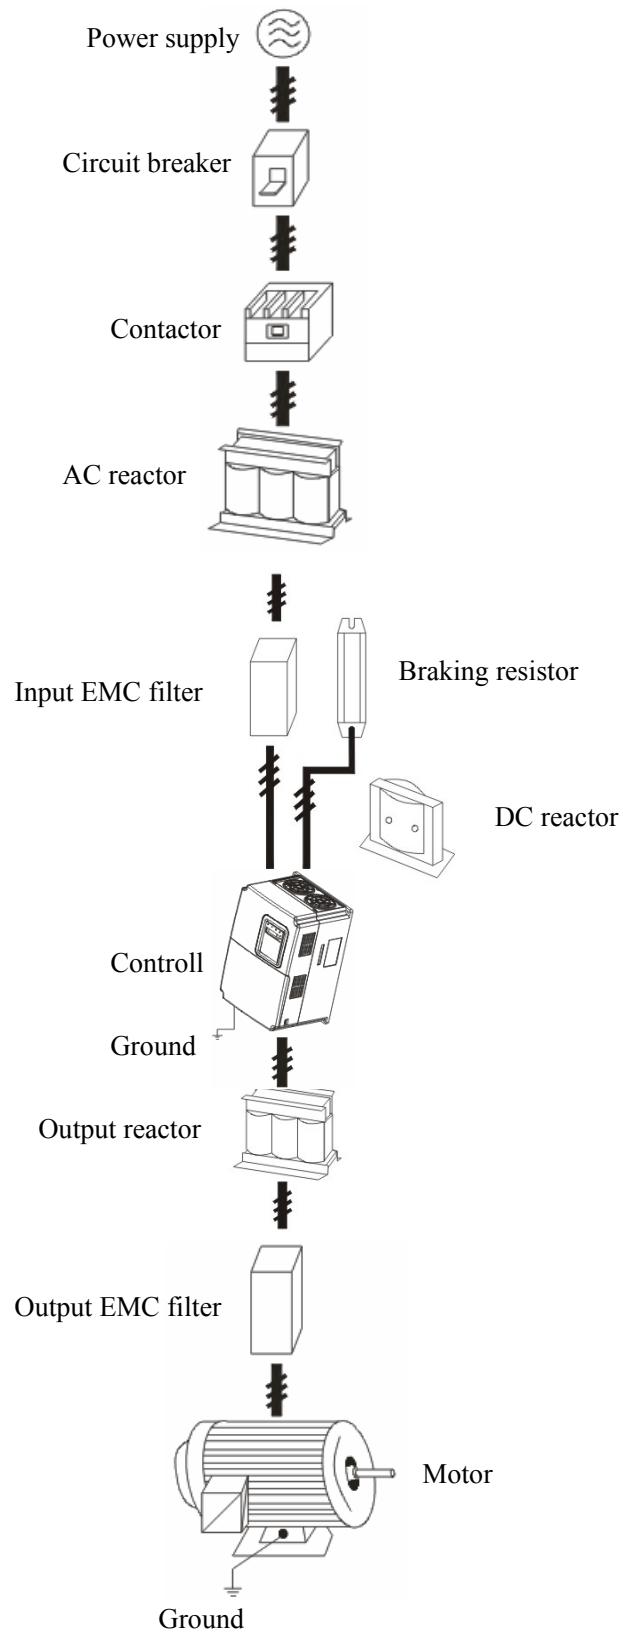 Power supply
Circuit breaker
Contactor
AC reactor
Input EMC filter
Braking resistor
DC reactor
Controll
Ground
Output reactor
Output EMC filter
Motor
Ground